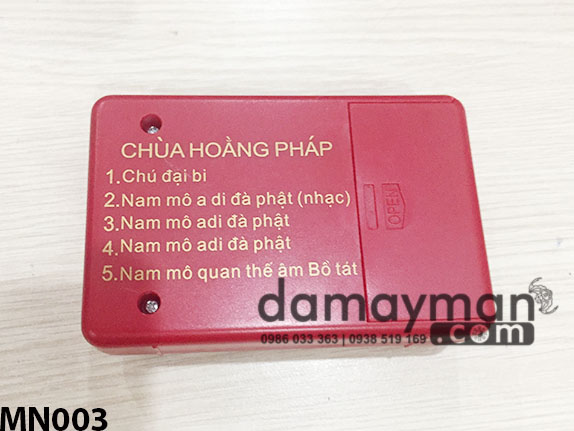 CHÙA HOẰNG PHÁP
1. Chú đại bi
2. Nam mô a di đà phật (nhạc)
3. Nam mô adi đà phật
4. Nam mô adi đà phật
5. Nam mô quan thế âm Bồ tát
OPEN
damayman
.com
0986 033 363 | 0938 519 169
MN003